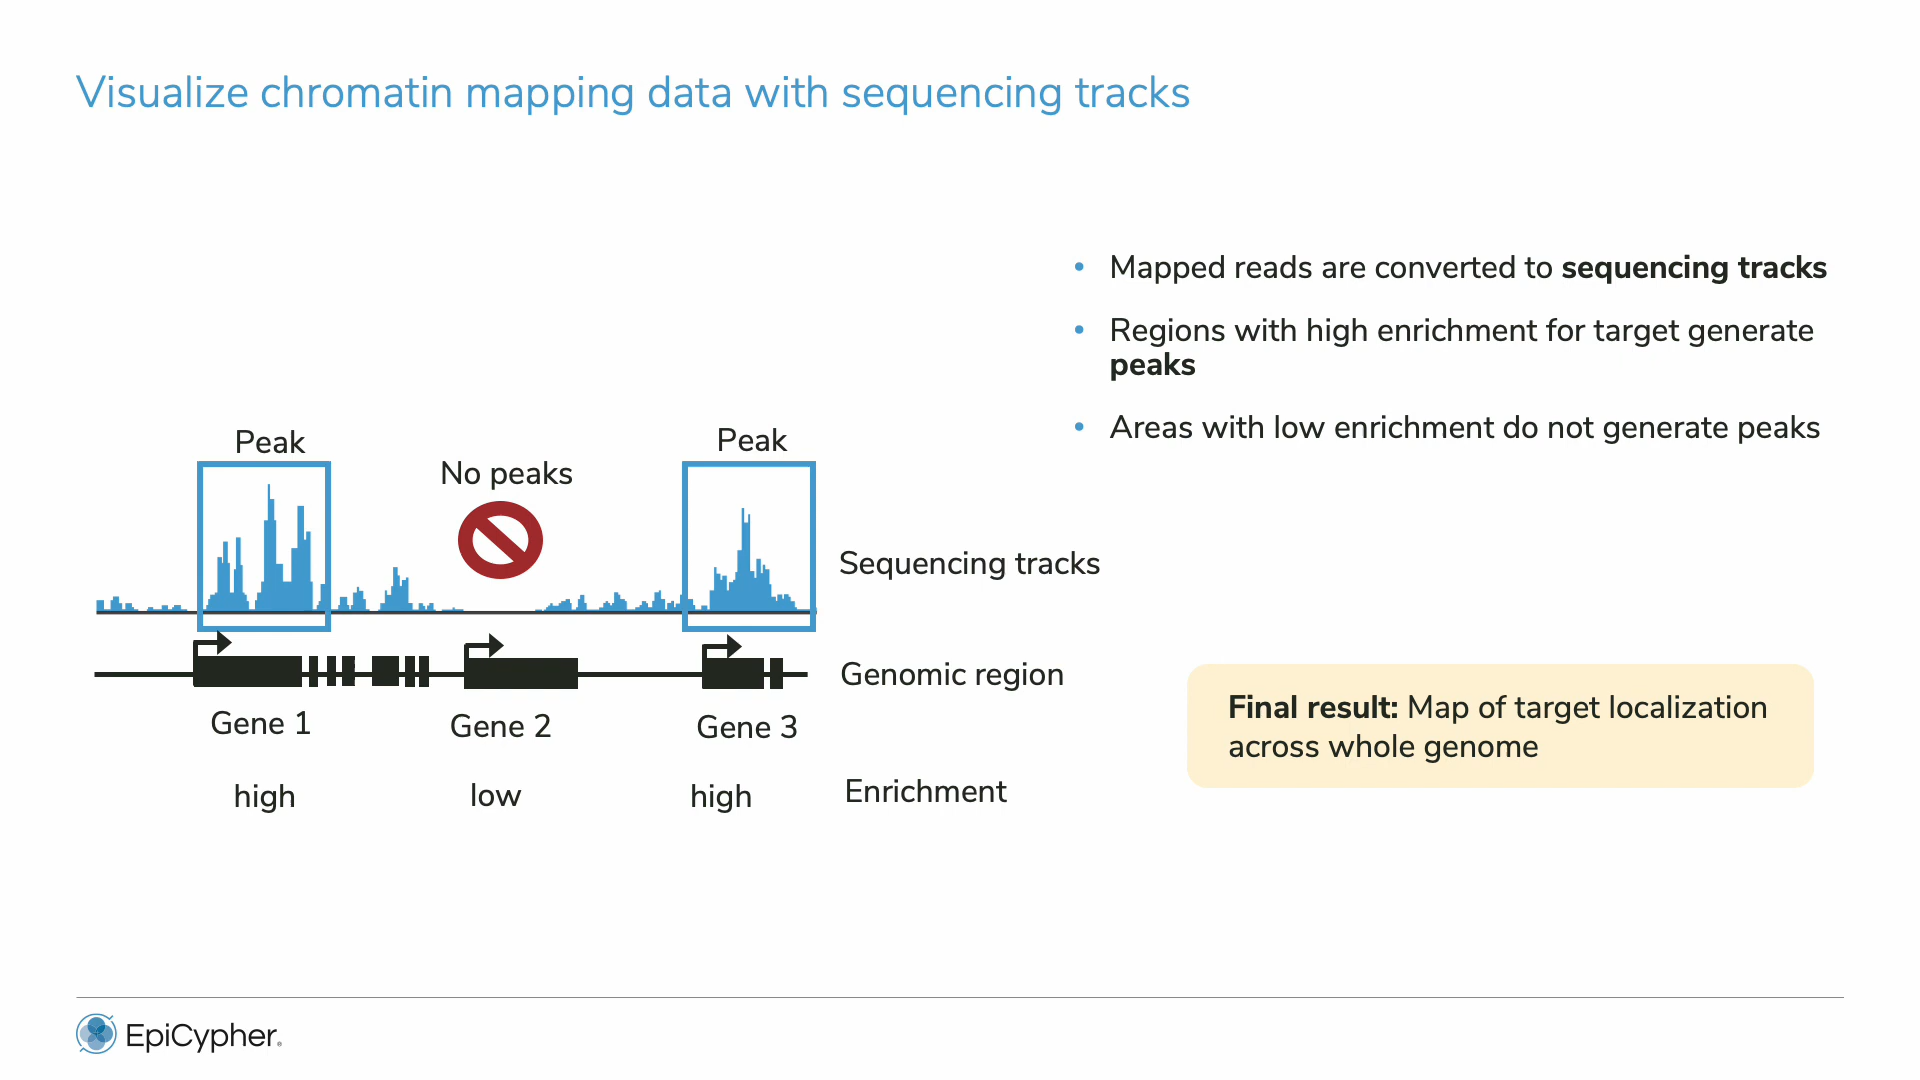 Visualize chromatin mapping data with sequencing tracks
• Mapped reads are converted to sequencing tracks
• Regions with high enrichment for target generate
peaks
• Areas with low enrichment do not generate peaks
Peak
No peaks
Peak
Sequencing tracks
Genomic region
Gene 1
Gene 2
Gene 3
high
low
high
Enrichment
Final result: Map of target localization
across whole genome
EpiCypher®